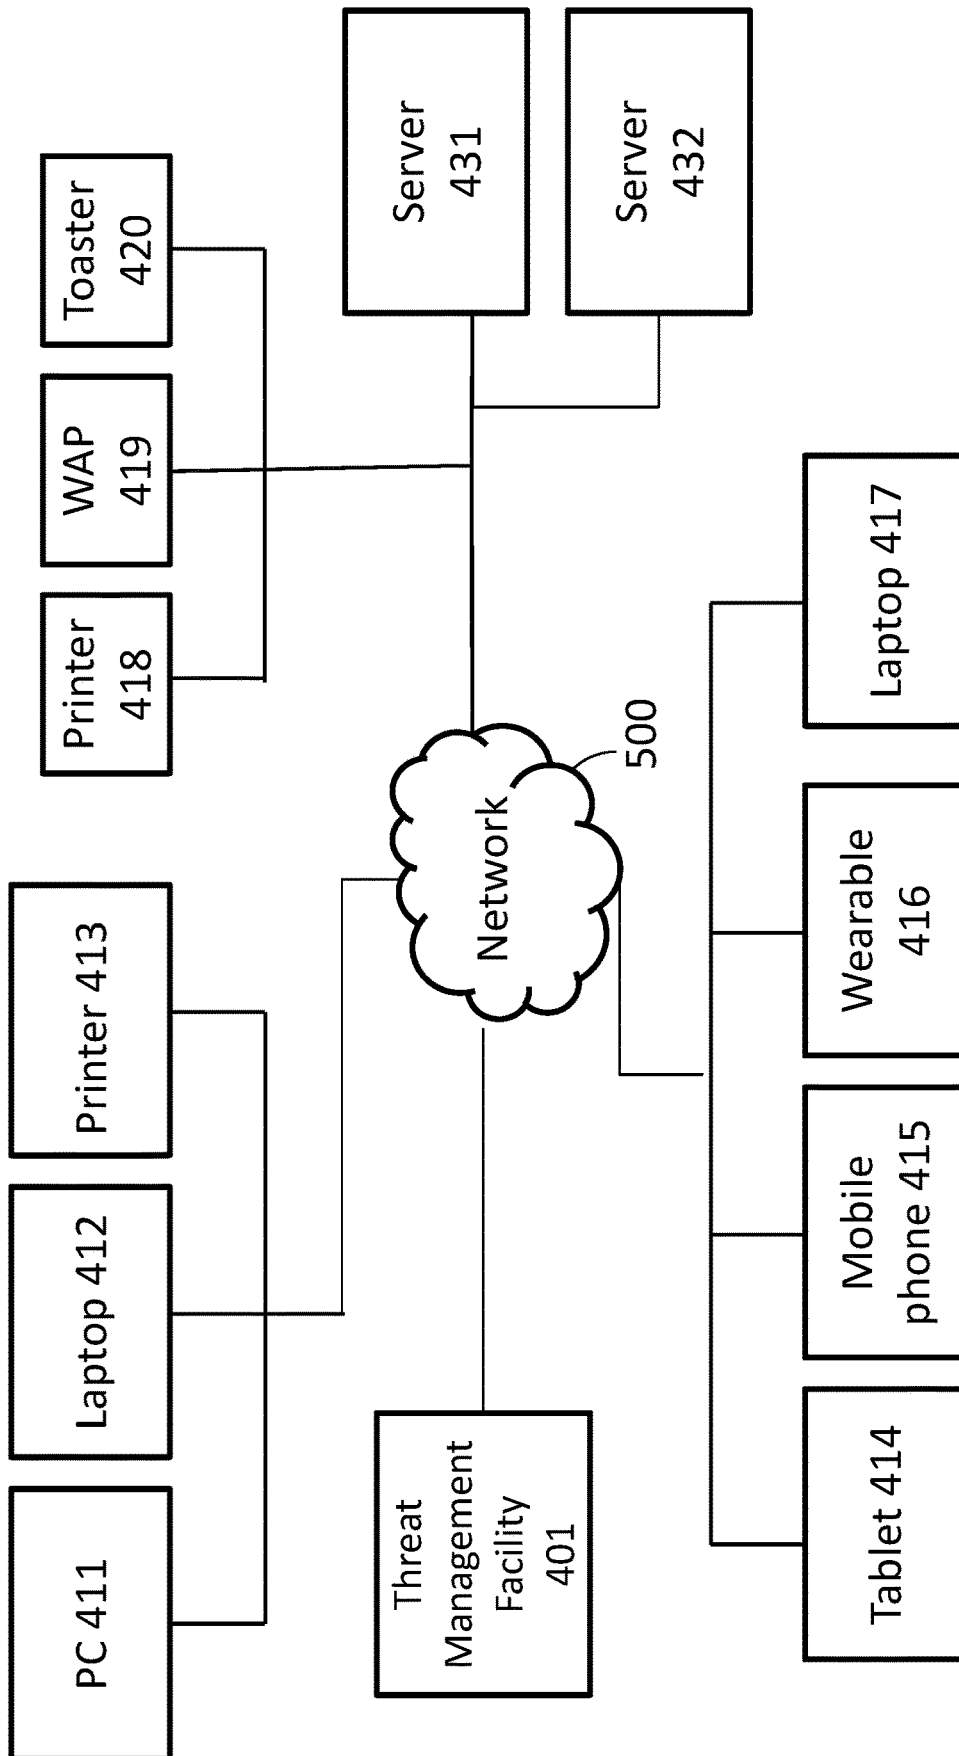 PC 411
Laptop 412
Printer 413
Printer
418
WAP
419
Toaster
420
Threat
Management
Facility
401
Network
500
Server
431
Server
432
Tablet 414
Mobile
phone 415
Wearable
416
Laptop 417